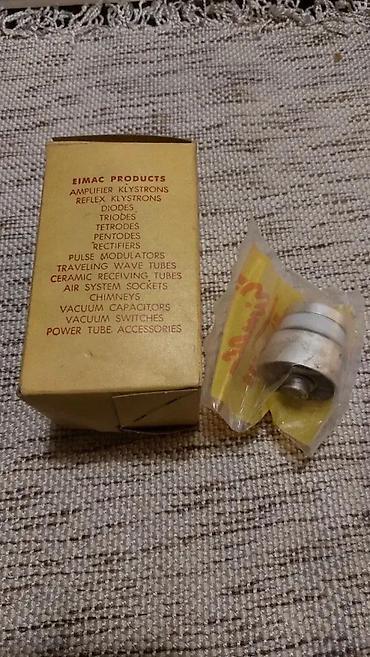 EIMAC PRODUCTS
AMPLIFIER KLYSTRONS
REFLEX KLYSTRONS
DIODES
TRIODES
TETRODES
PENTODES
RECTIFIERS
PULSE MODULATORS
TRAVELING WAVE TUBES
CERAMIC RECEIVING TUBES
AIR SYSTEM SOCKETS
CHIMNEYS
VACUUM CAPACITORS
VACUUM SWITCHES
POWER TUBE ACCESSORIES